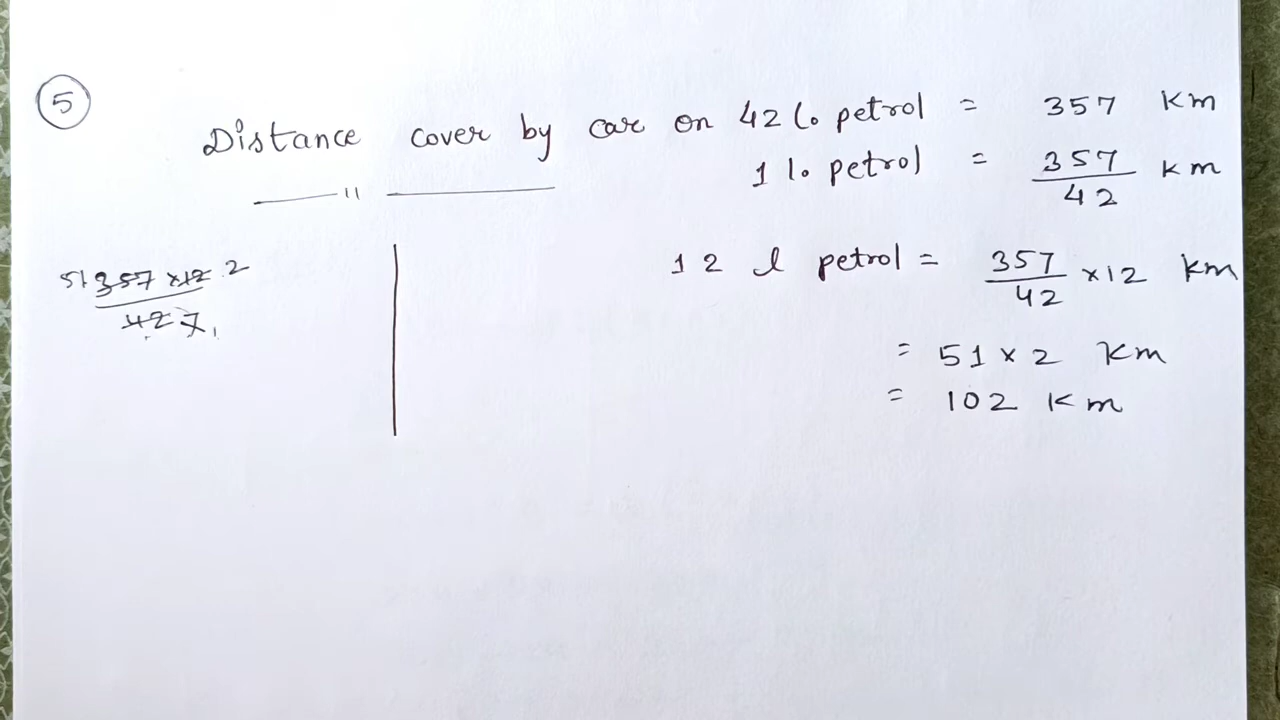 5
Distance cover by car on 42 l. petrol = 357 km
—— " ——— 1 l. petrol = 357/42 km
12 l petrol = 357/42 ×12 km
= 51 × 2 km
= 102 km
51 357 ×12 2
42 7 1